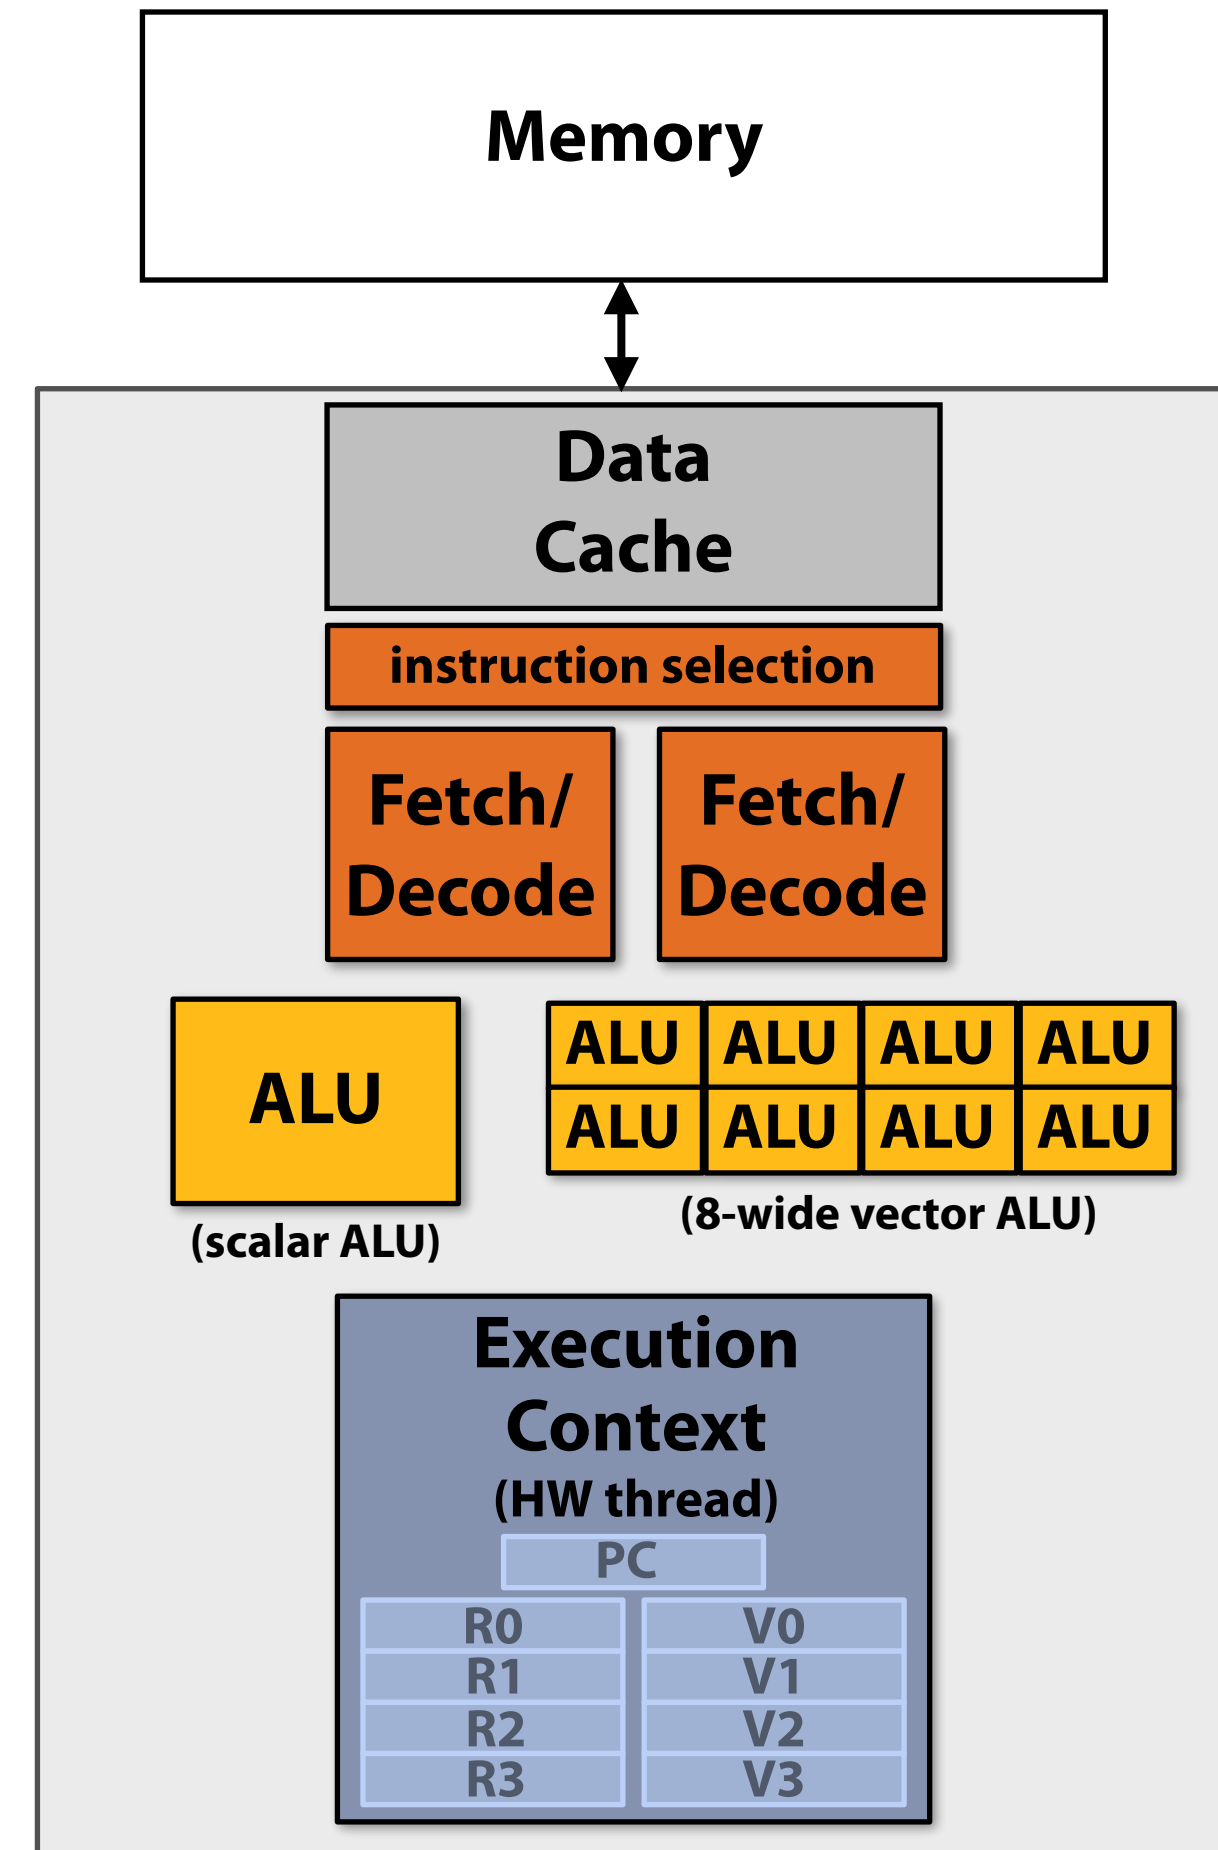 Memory
Data
Cache
instruction selection
Fetch/
Decode
Fetch/
Decode
ALU
(scalar ALU)
ALU ALU ALU ALU
ALU ALU ALU ALU
(8-wide vector ALU)
Execution
Context
(HW thread)
PC
R0 V0
R1 V1
R2 V2
R3 V3